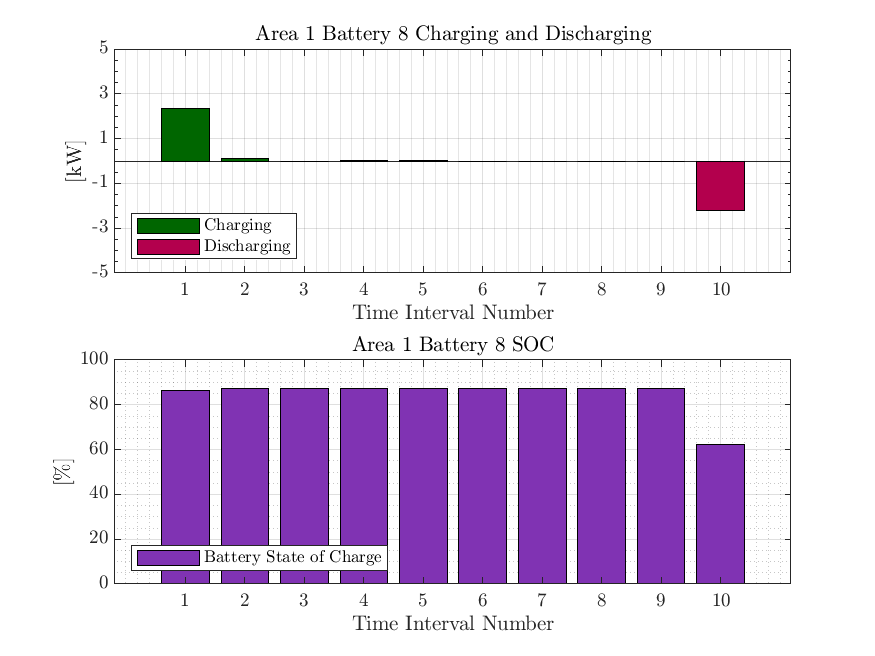 Area 1 Battery 8 Charging and Discharging
5
3
1
-1
-3
-5
[kW]
Charging
Discharging
1 2 3 4 5 6 7 8 9 10
Time Interval Number
Area 1 Battery 8 SOC
100
80
60
40
20
0
[%]
Battery State of Charge
1 2 3 4 5 6 7 8 9 10
Time Interval Number